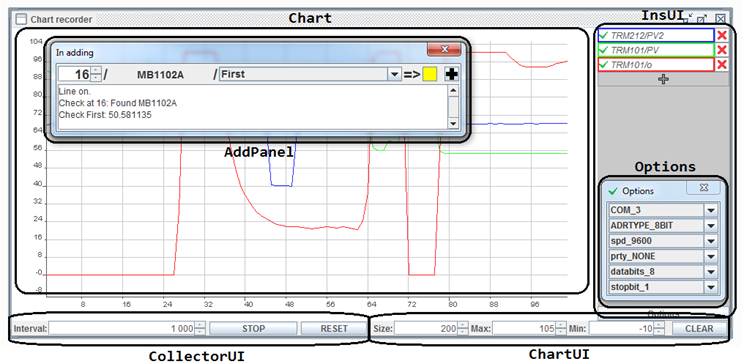 Chart
InsUI
Chart recorder
104
96
88
80
72
64
56
48
40
32
24
16
8
-0
-8
In adding
16 / MB1102A / First =>
Line on.
Check at 16: Found MB1102A
Check First: 50.581135
AddPanel
TRM212/PV2
TRM101/PV
TRM101/o
Options
Options
COM_3
ADRTYPE_8BIT
spd_9600
prty_NONE
databits_8
stopbit_1
Options
8 16 24 32 40 48 56 64 72 80 88 96
Interval: 1 000 STOP RESET
Size: 200 Max: 105 Min: -10 CLEAR
CollectorUI
ChartUI